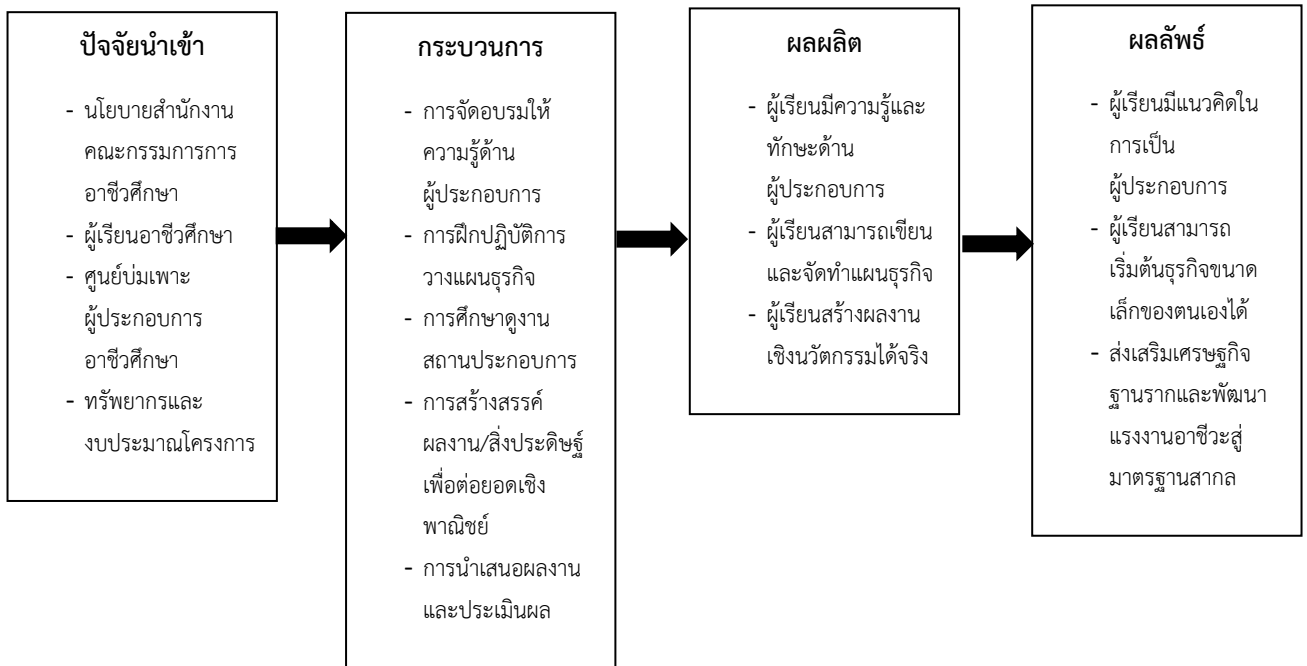 ปัจจัยนำเข้า
- นโยบายสำนักงาน
คณะกรรมการการ
อาชีวศึกษา
- ผู้เรียนอาชีวศึกษา
- ศูนย์บ่มเพาะ
ผู้ประกอบการ
อาชีวศึกษา
- ทรัพยากรและ
งบประมาณโครงการ
กระบวนการ
- การจัดอบรมให้
ความรู้ด้าน
ผู้ประกอบการ
- การฝึกปฏิบัติการ
วางแผนธุรกิจ
- การศึกษาดูงาน
สถานประกอบการ
- การสร้างสรรค์
ผลงาน/สิ่งประดิษฐ์
เพื่อต่อยอดเชิง
พาณิชย์
- การนำเสนอผลงาน
และประเมินผล
ผลผลิต
- ผู้เรียนมีความรู้และ
ทักษะด้าน
ผู้ประกอบการ
- ผู้เรียนสามารถเขียน
และจัดทำแผนธุรกิจ
- ผู้เรียนสร้างผลงาน
เชิงนวัตกรรมได้จริง
ผลลัพธ์
- ผู้เรียนมีแนวคิดใน
การเป็น
ผู้ประกอบการ
- ผู้เรียนสามารถ
เริ่มต้นธุรกิจขนาด
เล็กของตนเองได้
- ส่งเสริมเศรษฐกิจ
ฐานรากและพัฒนา
แรงงานอาชีวะสู่
มาตรฐานสากล